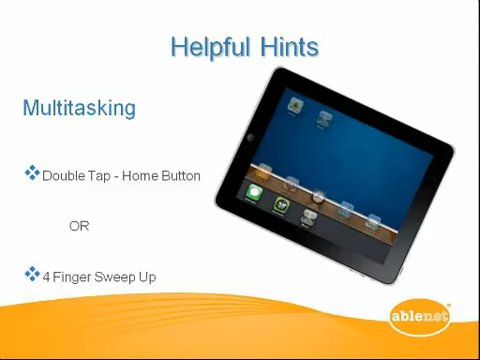 Helpful Hints
Multitasking
Double Tap - Home Button
OR
4 Finger Sweep Up
ablenet